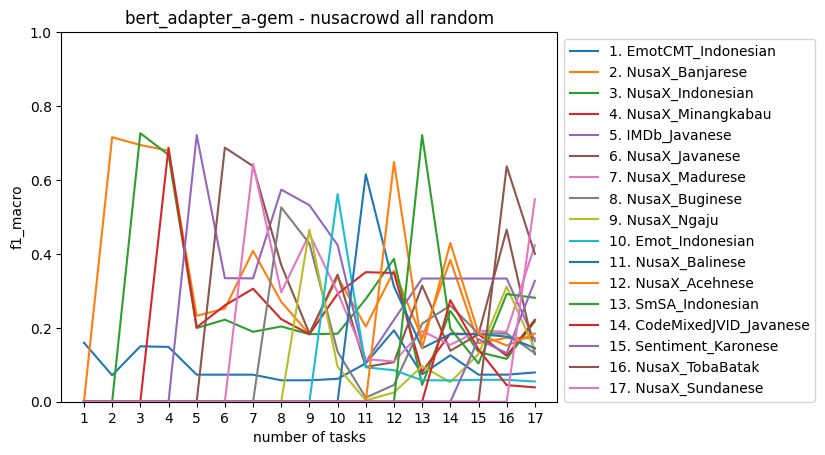 bert_adapter_a-gem - nusacrowd all random
1.0
0.8
0.6
0.4
0.2
0.0
f1_macro
1 2 3 4 5 6 7 8 9 10 11 12 13 14 15 16 17
number of tasks
1. EmotCMT_Indonesian
2. NusaX_Banjarese
3. NusaX_Indonesian
4. NusaX_Minangkabau
5. IMDb_Javanese
6. NusaX_Javanese
7. NusaX_Madurese
8. NusaX_Buginese
9. NusaX_Ngaju
10. Emot_Indonesian
11. NusaX_Balinese
12. NusaX_Acehnese
13. SmSA_Indonesian
14. CodeMixedJVID_Javanese
15. Sentiment_Karonese
16. NusaX_TobaBatak
17. NusaX_Sundanese